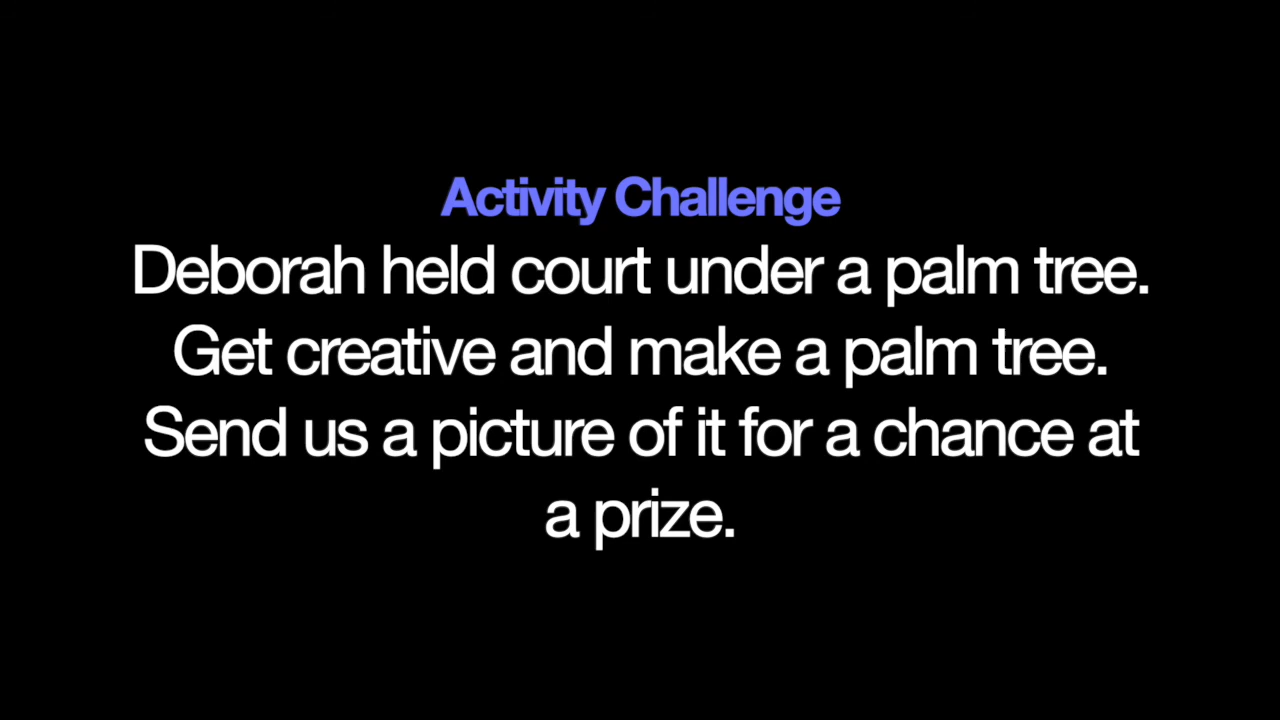 Activity Challenge
Deborah held court under a palm tree.
Get creative and make a palm tree.
Send us a picture of it for a chance at
a prize.